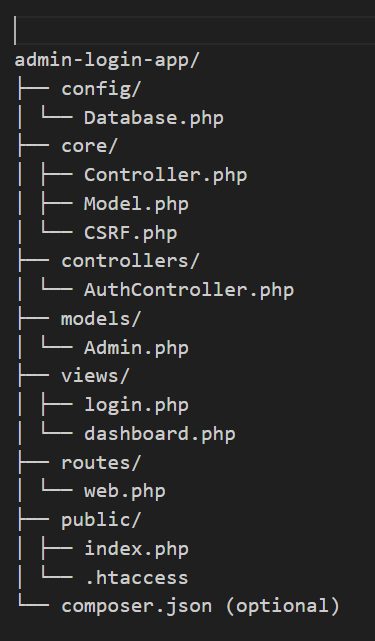 admin-login-app/
├── config/
│ └── Database.php
├── core/
│ ├── Controller.php
│ ├── Model.php
│ └── CSRF.php
├── controllers/
│ └── AuthController.php
├── models/
│ └── Admin.php
├── views/
│ ├── login.php
│ └── dashboard.php
├── routes/
│ └── web.php
├── public/
│ ├── index.php
│ └── .htaccess
└── composer.json (optional)